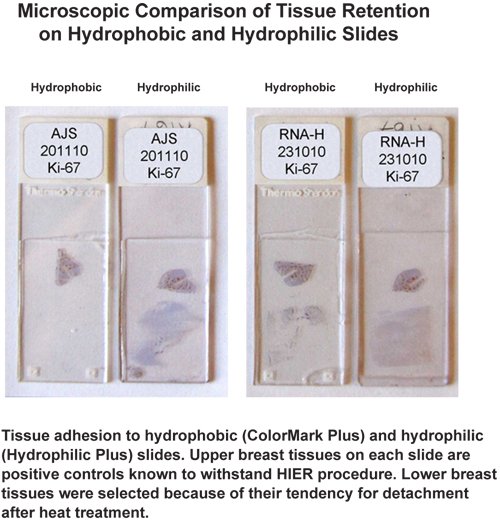 Microscopic Comparison of Tissue Retention
on Hydrophobic and Hydrophilic Slides
Hydrophobic Hydrophilic Hydrophobic Hydrophilic
AJS
201110
Ki-67
AJS
201110
Ki-67
RNA-H
231010
Ki-67
RNA-H
231010
Ki-67
Thermo Shandon
Thermo Shandon
Tissue adhesion to hydrophobic (ColorMark Plus) and hydrophilic
(Hydrophilic Plus) slides. Upper breast tissues on each slide are
positive controls known to withstand HIER procedure. Lower breast
tissues were selected because of their tendency for detachment
after heat treatment.